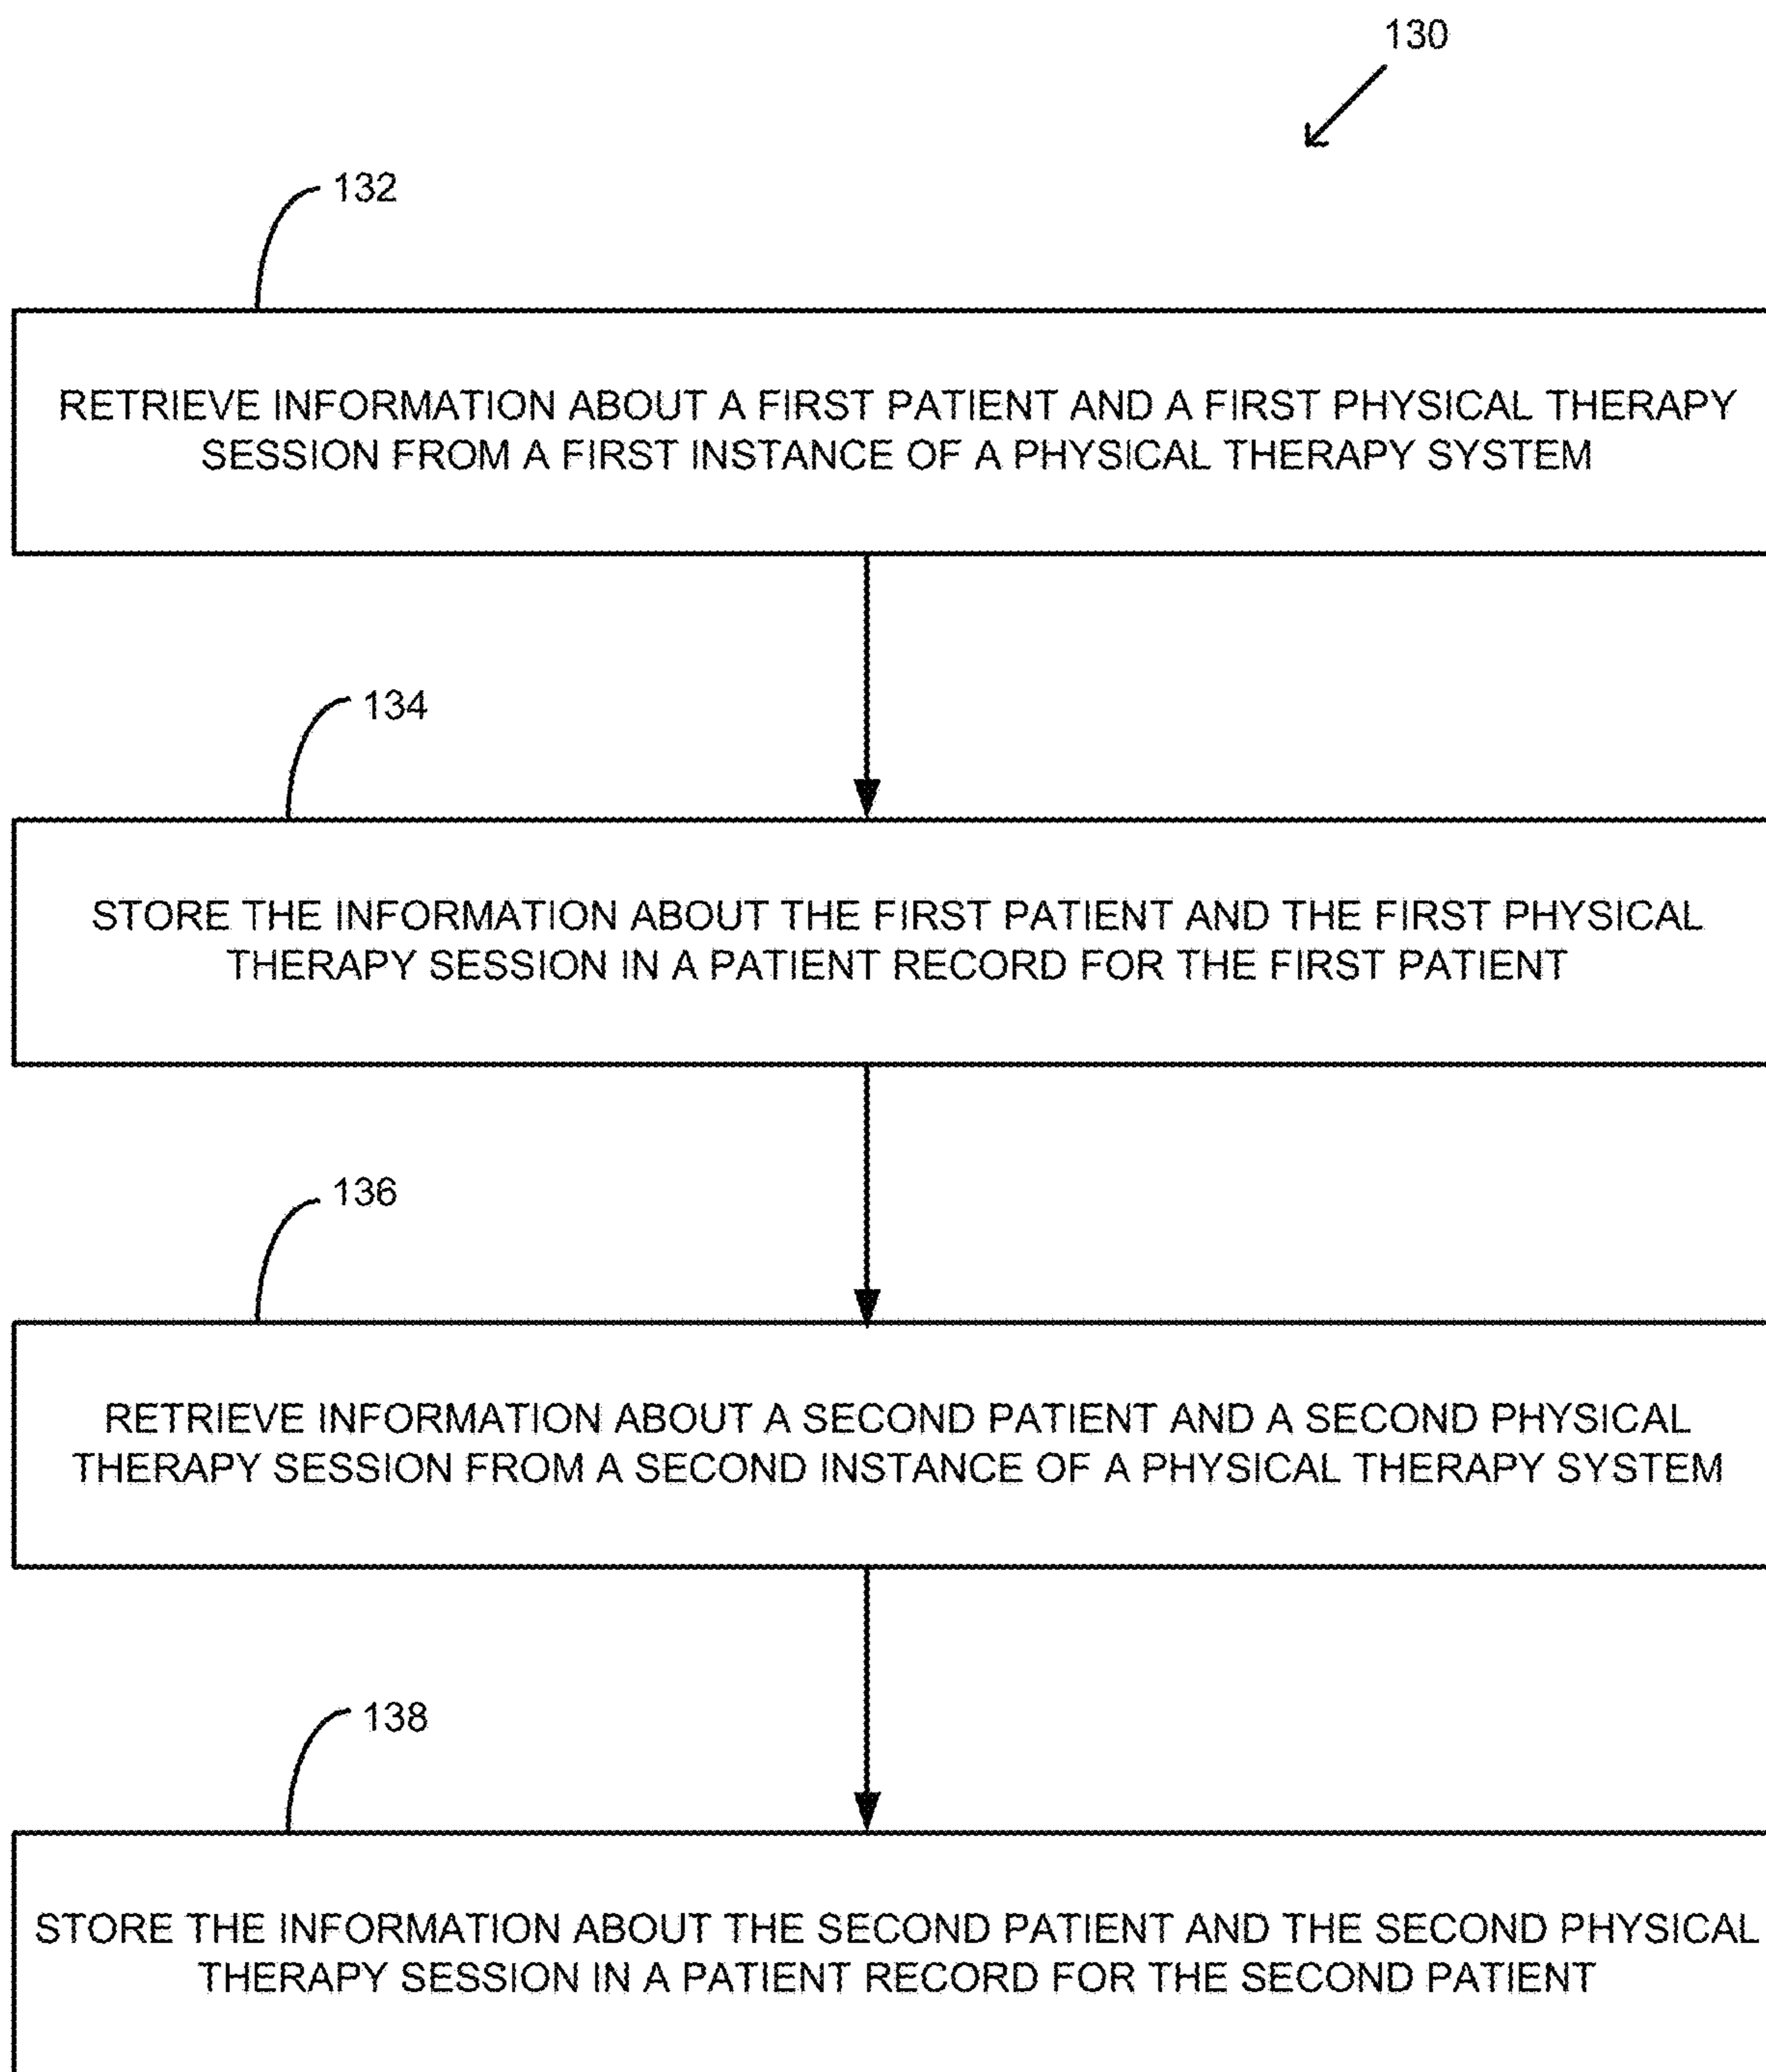 130
132
RETRIEVE INFORMATION ABOUT A FIRST PATIENT AND A FIRST PHYSICAL THERAPY
SESSION FROM A FIRST INSTANCE OF A PHYSICAL THERAPY SYSTEM
134
STORE THE INFORMATION ABOUT THE FIRST PATIENT AND THE FIRST PHYSICAL
THERAPY SESSION IN A PATIENT RECORD FOR THE FIRST PATIENT
136
RETRIEVE INFORMATION ABOUT A SECOND PATIENT AND A SECOND PHYSICAL
THERAPY SESSION FROM A SECOND INSTANCE OF A PHYSICAL THERAPY SYSTEM
138
STORE THE INFORMATION ABOUT THE SECOND PATIENT AND THE SECOND PHYSICAL
THERAPY SESSION IN A PATIENT RECORD FOR THE SECOND PATIENT